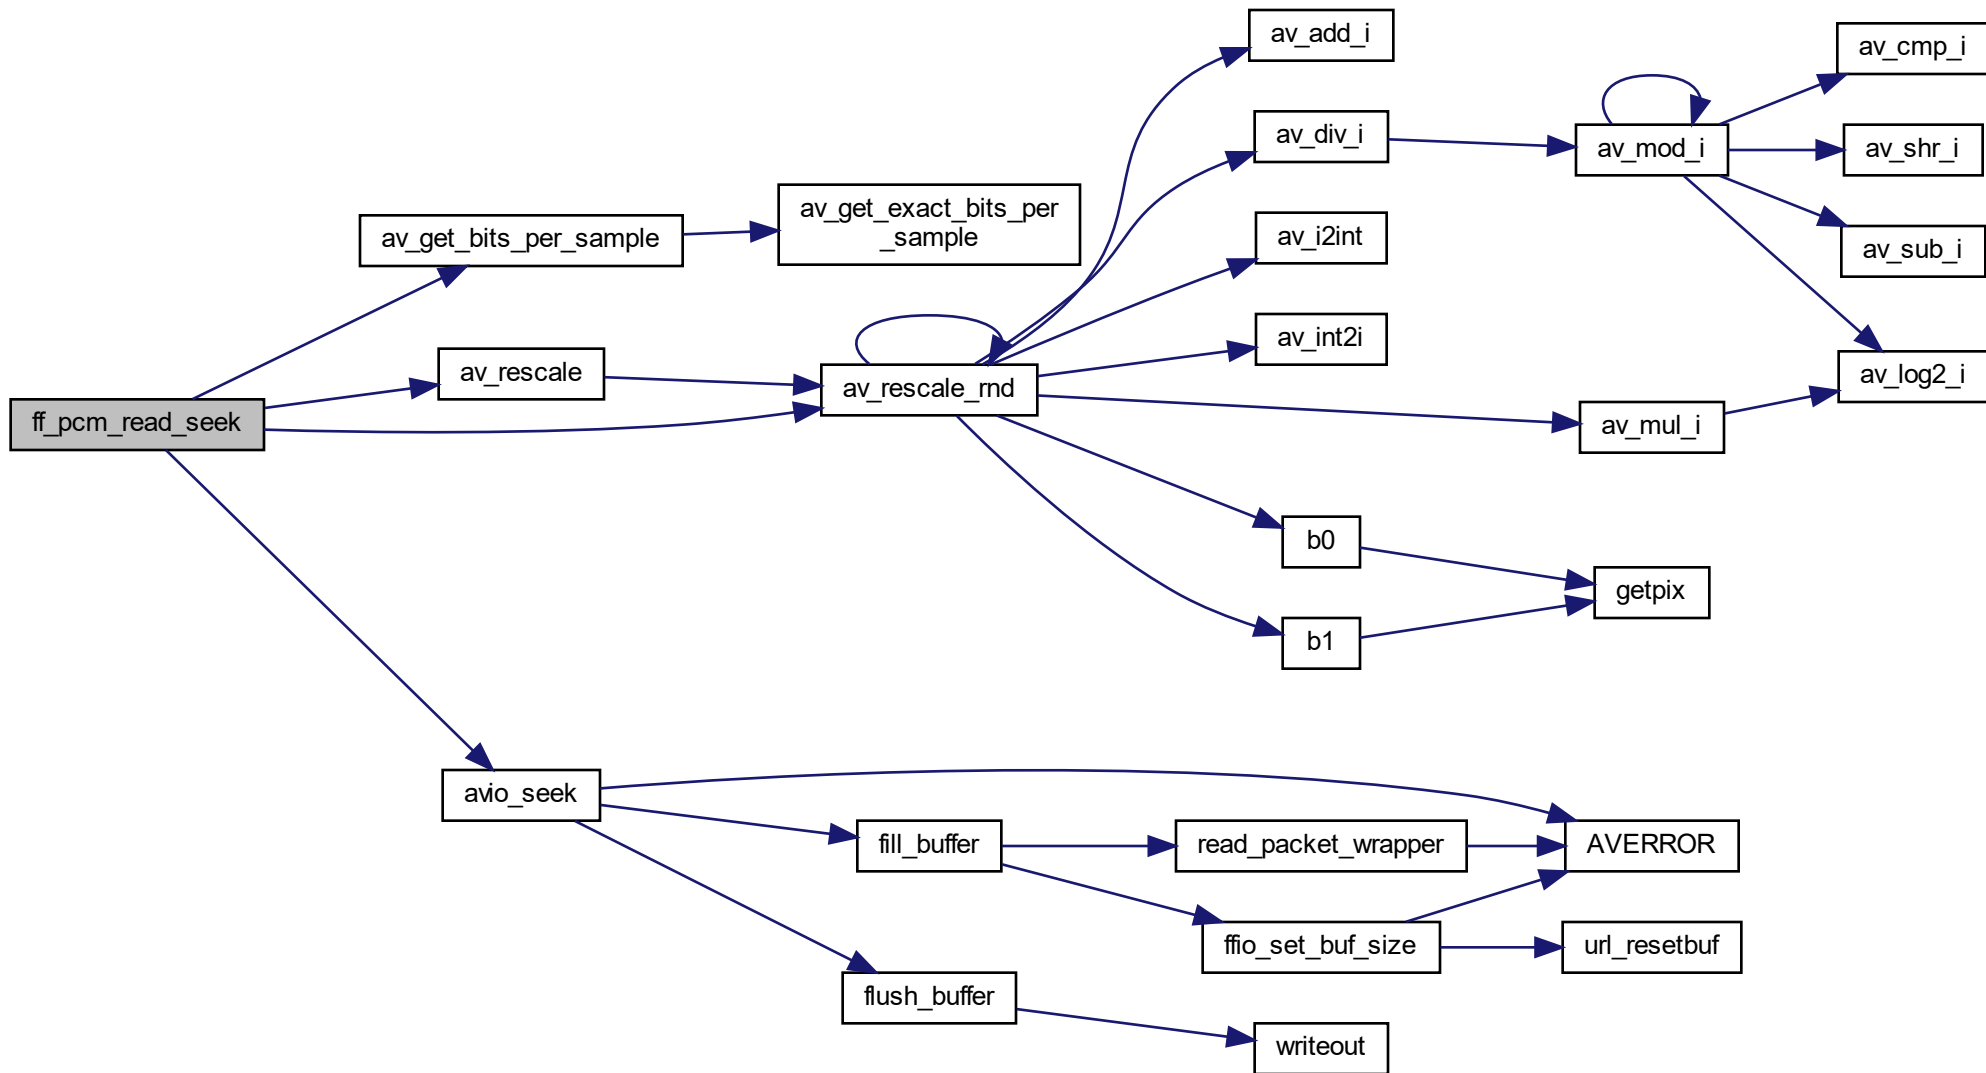 av_add_i
av_cmp_i
av_div_i
av_mod_i
av_shr_i
av_get_exact_bits_per
_sample
av_get_bits_per_sample
av_i2int
av_sub_i
av_int2i
av_rescale
av_rescale_rnd
av_log2_i
ff_pcm_read_seek
av_mul_i
b0
getpix
b1
avio_seek
fill_buffer
read_packet_wrapper
AVERROR
ffio_set_buf_size
url_resetbuf
flush_buffer
writeout